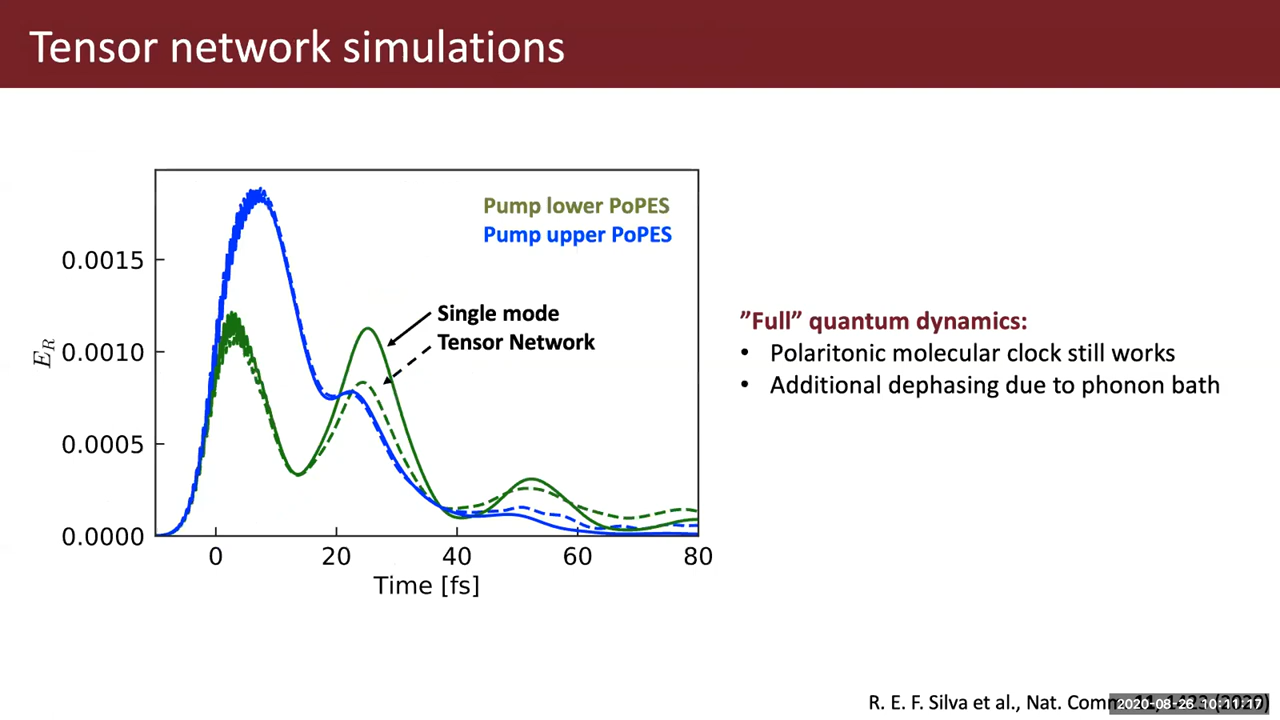 Tensor network simulations
Pump lower PoPES
Pump upper PoPES
0.0015
0.0010
0.0005
0.0000
E_R
Single mode
Tensor Network
0 20 40 60 80
Time [fs]
”Full” quantum dynamics:
• Polaritonic molecular clock still works
• Additional dephasing due to phonon bath
R. E. F. Silva et al., Nat. Comm
2020-08-26 10:11:17